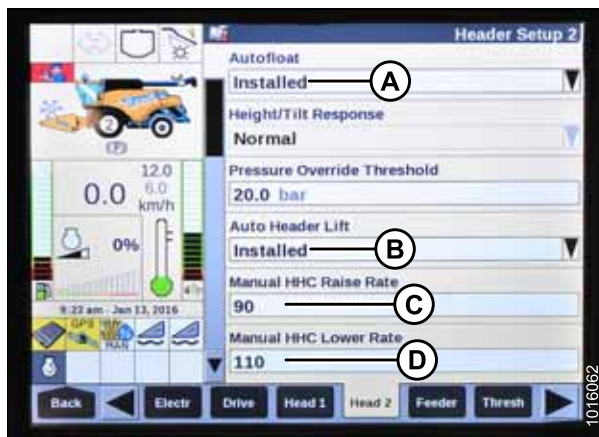 Header Setup 2
Autofloat
Installed
A
Height/Tilt Response
Normal
Pressure Override Threshold
20.0 bar
Auto Header Lift
Installed
B
Manual HHC Raise Rate
90
C
Manual HHC Lower Rate
110
D
2
(P)
12.0
0.0
6.0
km/h
0%
F
9:23 am - Jan 13, 2016
GPS
MAN
Back
Electr
Drive
Head 1
Head 2
Feeder
Thresh
1016062